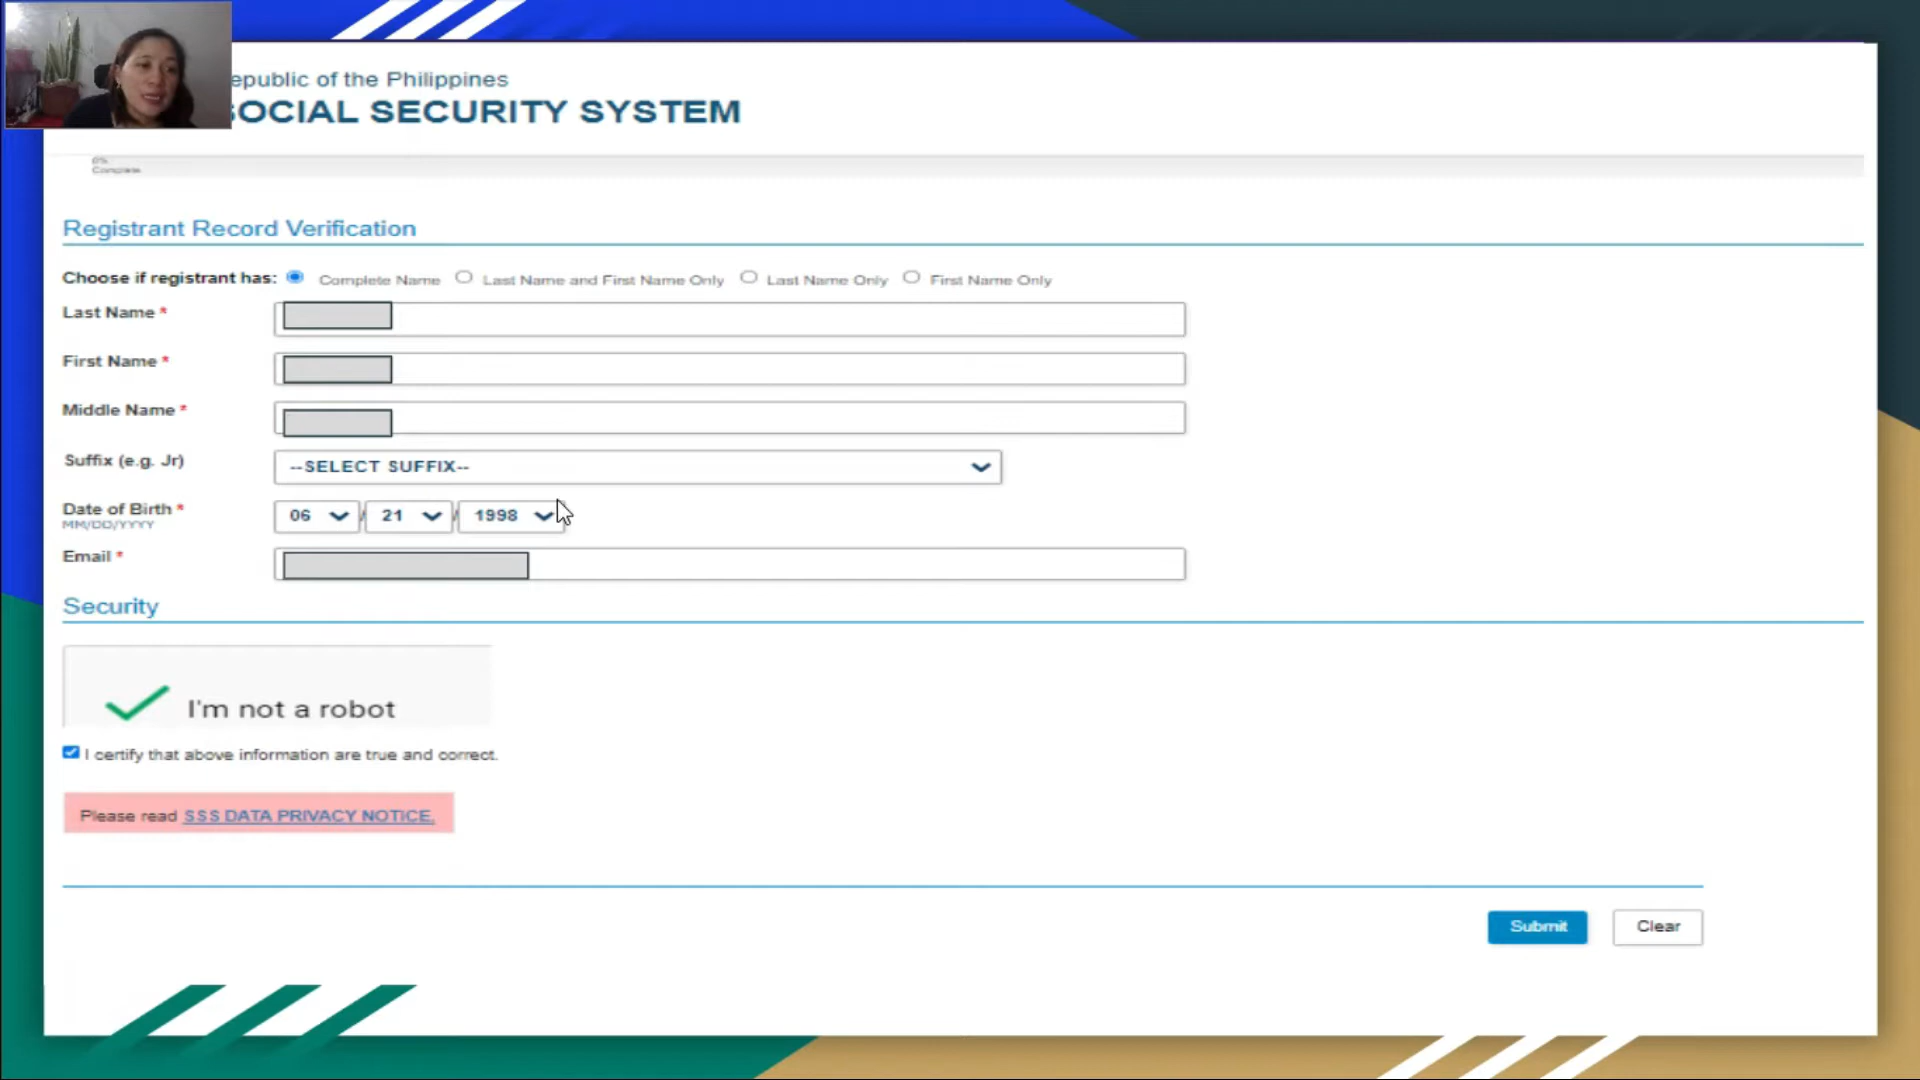 epublic of the Philippines
SOCIAL SECURITY SYSTEM
0%
Complete
Registrant Record Verification
Choose if registrant has: Complete Name Last Name and First Name Only Last Name Only First Name Only
Last Name *
First Name *
Middle Name *
Suffix (e.g. Jr) --SELECT SUFFIX--
Date of Birth * 06 / 21 / 1998
MM/DD/YYYY
Email *
Security
I'm not a robot
I certify that above information are true and correct.
Please read SSS DATA PRIVACY NOTICE.
Submit Clear